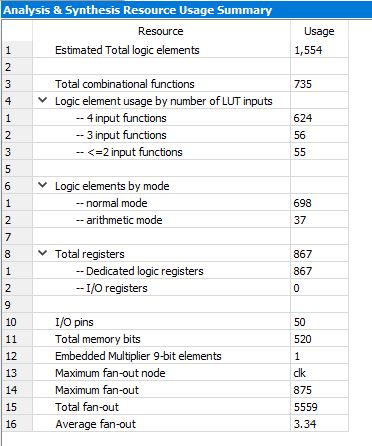 Analysis & Synthesis Resource Usage Summary
Resource Usage
1 Estimated Total logic elements 1,554
2
3 Total combinational functions 735
4 Logic element usage by number of LUT inputs
1 -- 4 input functions 624
2 -- 3 input functions 56
3 -- <=2 input functions 55
5
6 Logic elements by mode
1 -- normal mode 698
2 -- arithmetic mode 37
7
8 Total registers 867
1 -- Dedicated logic registers 867
2 -- I/O registers 0
9
10 I/O pins 50
11 Total memory bits 520
12 Embedded Multiplier 9-bit elements 1
13 Maximum fan-out node clk
14 Maximum fan-out 875
15 Total fan-out 5559
16 Average fan-out 3.34